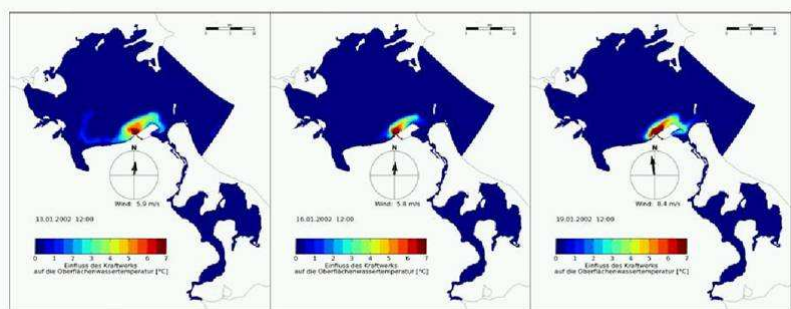 N
Wind: 5.9 m/s
13.01.2002 12:00
0 1 2 3 4 5 6 7
Einfluss des Kraftwerks
auf die Oberflächenwassertemperatur [°C]
N
Wind: 5.8 m/s
16.01.2002 12:00
0 1 2 3 4 5 6 7
Einfluss des Kraftwerks
auf die Oberflächenwassertemperatur [°C]
N
Wind: 8.4 m/s
19.01.2002 12:00
0 1 2 3 4 5 6 7
Einfluss des Kraftwerks
auf die Oberflächenwassertemperatur [°C]